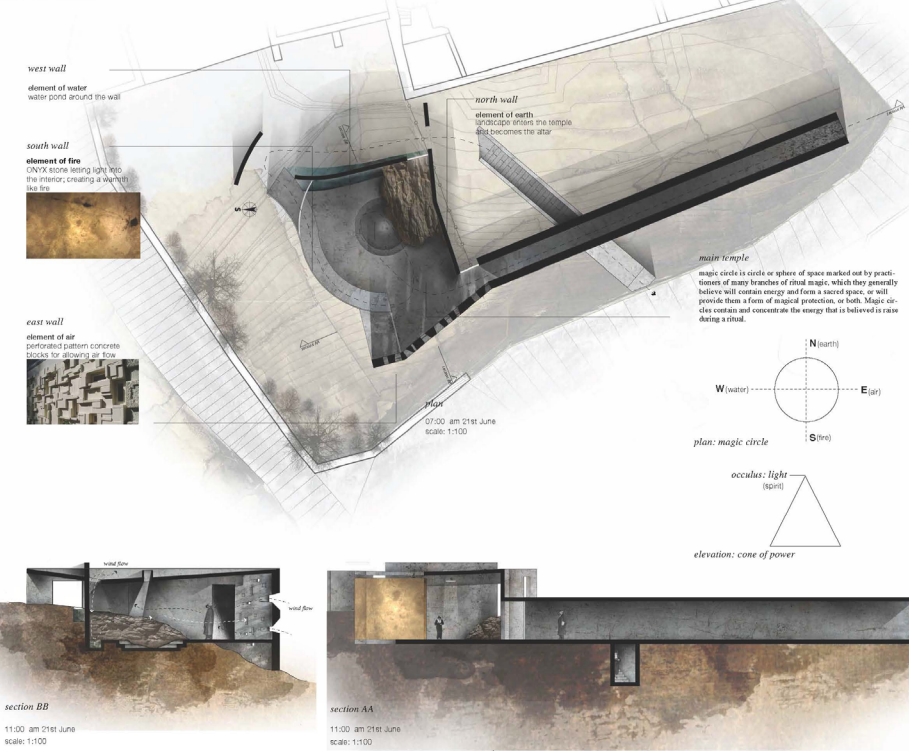 west wall
element of water
water pond around the wall
south wall
element of fire
ONYX stone letting light into
the interior; creating a warmth
like fire
east wall
element of air
perforated pattern concrete
blocks for allowing air flow
north wall
element of earth
landscape enters the temple
and becomes the altar
plan
07:00 am 21st June
scale: 1:100
main temple
magic circle is circle or sphere of space marked out by practi-
tioners of many branches of ritual magic, which they generally
believe will contain energy and form a sacred space, or will
provide them a form of magical protection, or both. Magic cir-
cles contain and concentrate the energy that is believed is raise
during a ritual.
N (earth)
W (water)
E (air)
S (fire)
plan: magic circle
occulus: light
(spirit)
elevation: cone of power
wind flow
wind flow
section BB
11:00 am 21st June
scale: 1:100
section AA
11:00 am 21st June
scale: 1:100